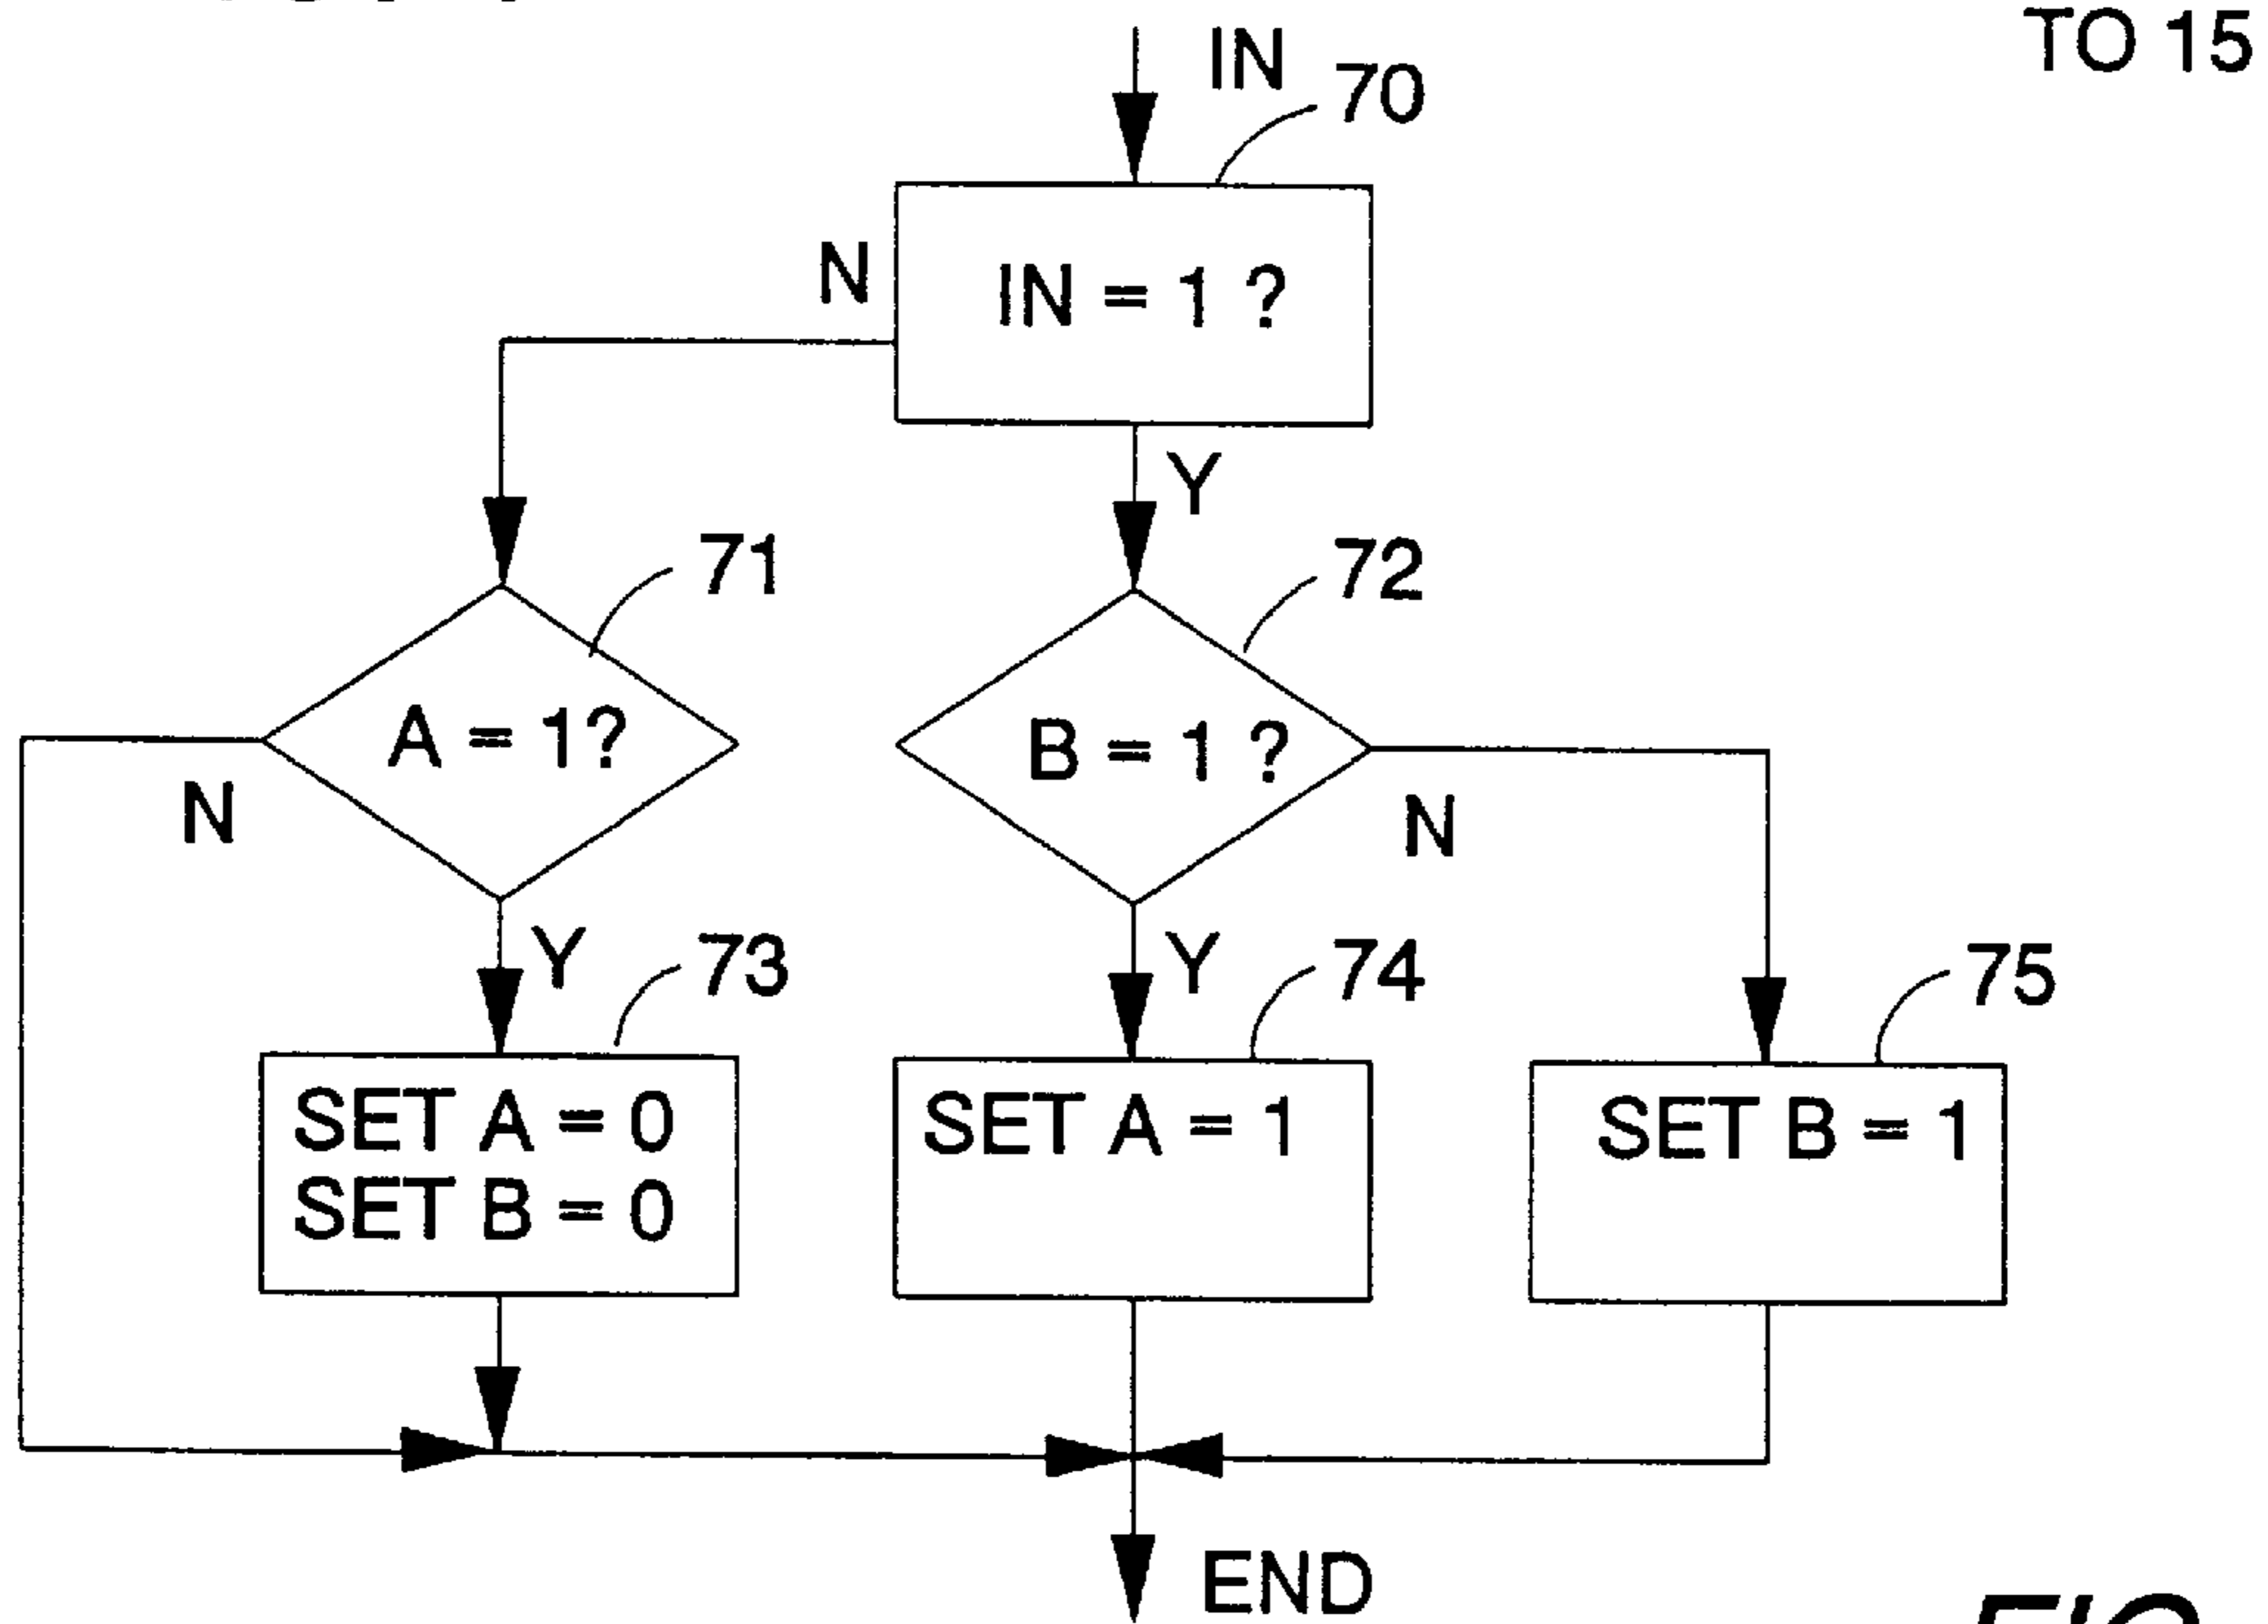 TO 15
IN
70
N
IN = 1 ?
Y
71
72
A = 1?
B = 1 ?
N
N
Y
73
Y
74
75
SET A = 0
SET B = 0
SET A = 1
SET B = 1
END